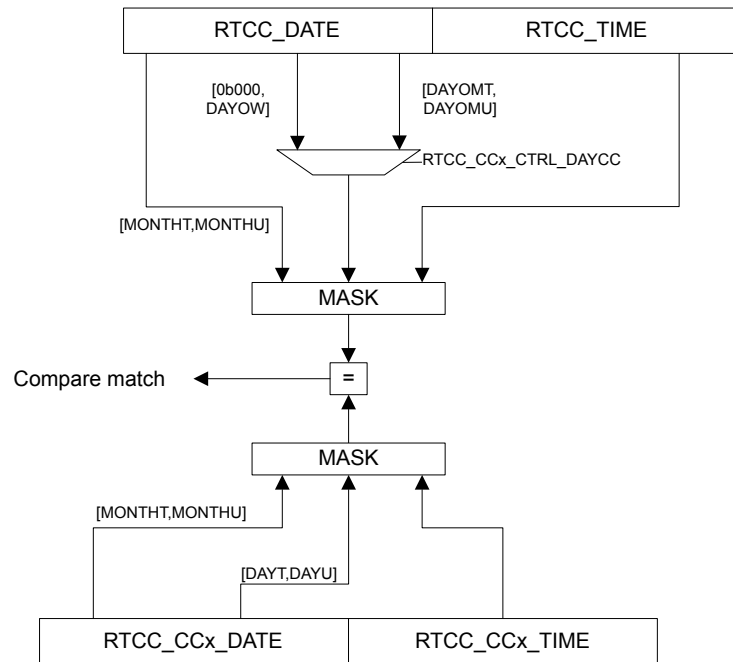 RTCC_DATE
RTCC_TIME
[0b000,
DAYOW]
[DAYOMT,
DAYOMU]
RTCC_CCx_CTRL_DAYCC
[MONTHT,MONTHU]
MASK
Compare match
=
MASK
[MONTHT,MONTHU]
[DAYT,DAYU]
RTCC_CCx_DATE
RTCC_CCx_TIME